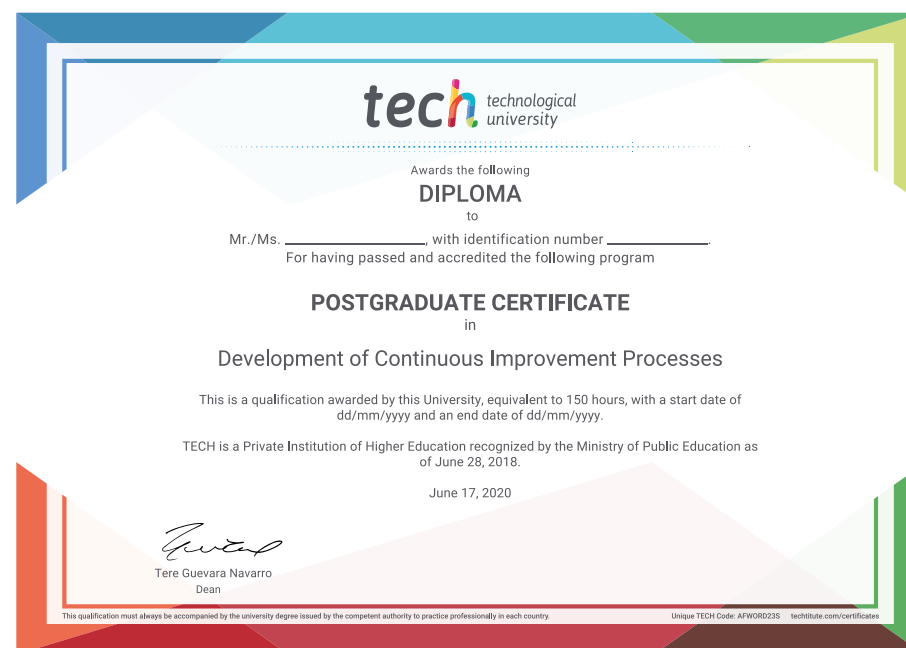 tech technological
university
Awards the following
DIPLOMA
to
Mr./Ms. ____________________, with identification number ______________.
For having passed and accredited the following program
POSTGRADUATE CERTIFICATE
in
Development of Continuous Improvement Processes
This is a qualification awarded by this University, equivalent to 150 hours, with a start date of
dd/mm/yyyy and an end date of dd/mm/yyyy.
TECH is a Private Institution of Higher Education recognized by the Ministry of Public Education as
of June 28, 2018.
June 17, 2020
Tere Guevara Navarro
Dean
This qualification must always be accompanied by the university degree issued by the competent authority to practice professionally in each country.
Unique TECH Code: AFWORD23S techtitute.com/certificates